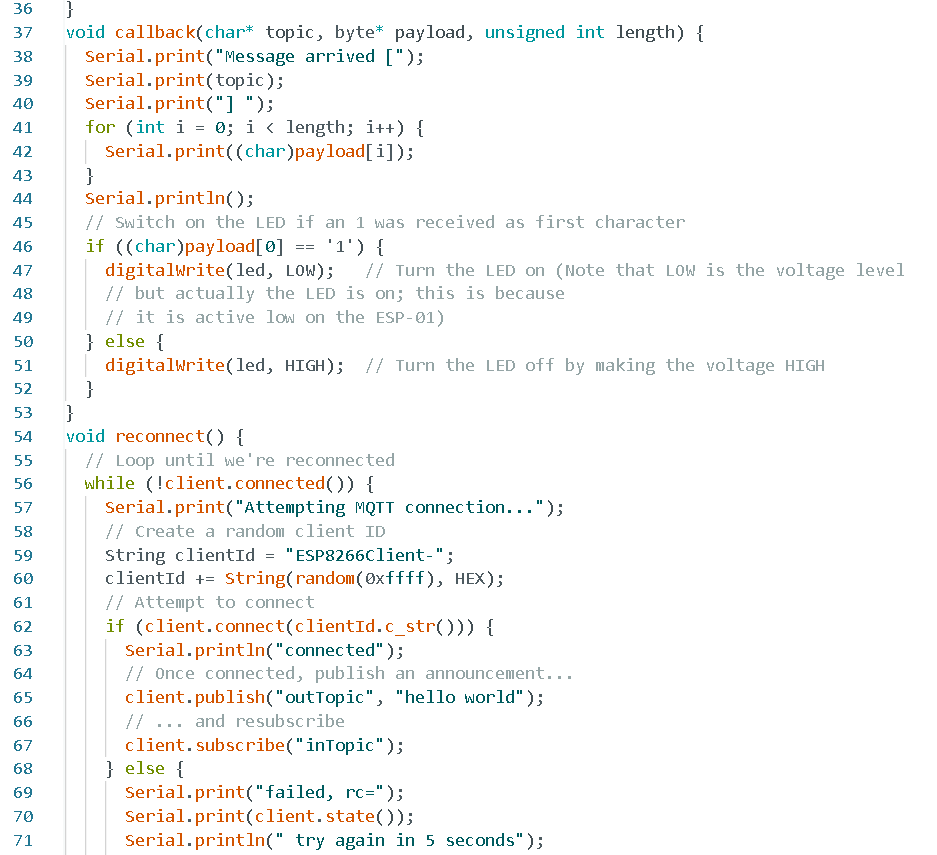 36 }
37 void callback(char* topic, byte* payload, unsigned int length) {
38 Serial.print("Message arrived [");
39 Serial.print(topic);
40 Serial.print("] ");
41 for (int i = 0; i < length; i++) {
42 Serial.print((char)payload[i]);
43 }
44 Serial.println();
45 // Switch on the LED if an 1 was received as first character
46 if ((char)payload[0] == '1') {
47 digitalWrite(led, LOW);   // Turn the LED on (Note that LOW is the voltage level
48 // but actually the LED is on; this is because
49 // it is active low on the ESP-01)
50 } else {
51 digitalWrite(led, HIGH);  // Turn the LED off by making the voltage HIGH
52 }
53 }
54 void reconnect() {
55 // Loop until we're reconnected
56 while (!client.connected()) {
57 Serial.print("Attempting MQTT connection...");
58 // Create a random client ID
59 String clientId = "ESP8266Client-";
60 clientId += String(random(0xffff), HEX);
61 // Attempt to connect
62 if (client.connect(clientId.c_str())) {
63 Serial.println("connected");
64 // Once connected, publish an announcement...
65 client.publish("outTopic", "hello world");
66 // ... and resubscribe
67 client.subscribe("inTopic");
68 } else {
69 Serial.print("failed, rc=");
70 Serial.print(client.state());
71 Serial.println(" try again in 5 seconds");